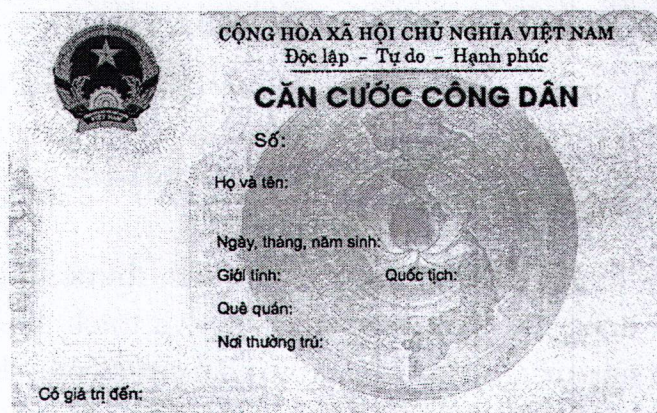 CỘNG HÒA XÃ HỘI CHỦ NGHĨA VIỆT NAM
Độc lập - Tự do - Hạnh phúc
CĂN CƯỚC CÔNG DÂN
Số:
Họ và tên:
Ngày, tháng, năm sinh:
Giới tính: Quốc tịch:
Quê quán:
Nơi thường trú:
Có giá trị đến:
VIỆT NAM